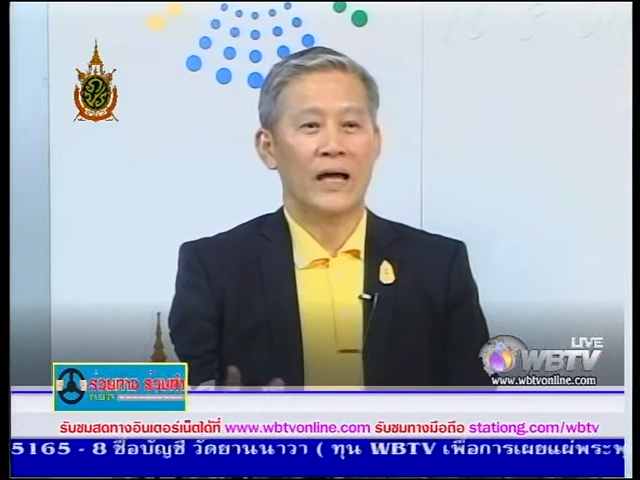 LIVE
WBTV
www.wbtvonline.com
ร่วมทาง ร่วมทำ
รับชมสดทางอินเตอร์เน็ตได้ที่ www.wbtvonline.com รับชมทางมือถือ stationg.com/wbtv
5165 - 8 ชื่อบัญชี วัดยานนาวา ( ทุน WBTV เพื่อการเผยแผ่พระพุ